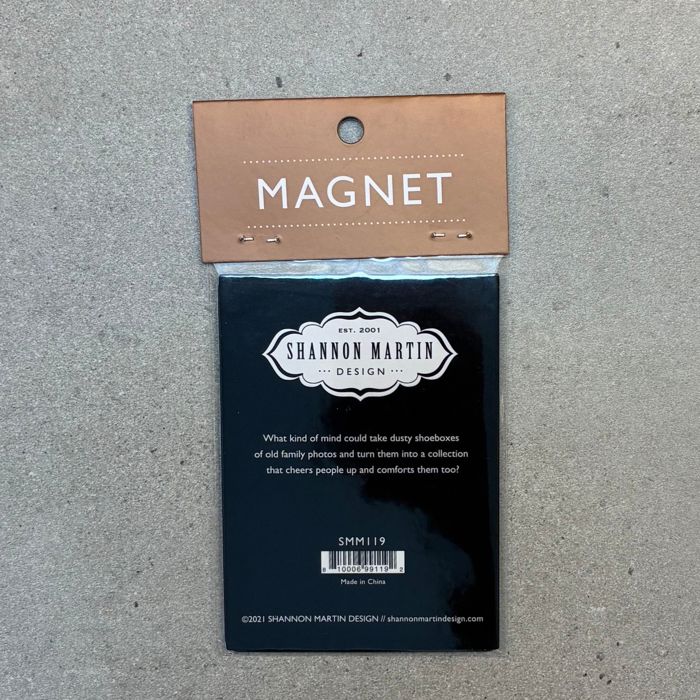 MAGNET
EST. 2001
SHANNON MARTIN
DESIGN
What kind of mind could take dusty shoeboxes
of old family photos and turn them into a collection
that cheers people up and comforts them too?
SMM119
8 10006 99119 2
Made in China
©2021 SHANNON MARTIN DESIGN // shannonmartindesign.com